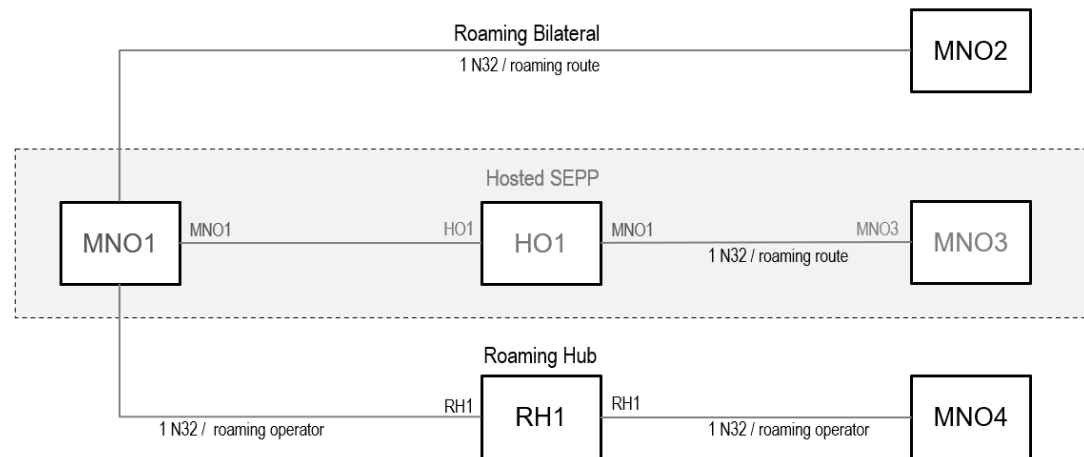 Roaming Bilateral
1 N32 / roaming route
MNO2
Hosted SEPP
MNO1
MNO1
HO1
HO1
MNO1
1 N32 / roaming route
MNO3
MNO3
Roaming Hub
1 N32 / roaming operator
RH1
RH1
RH1
1 N32 / roaming operator
MNO4